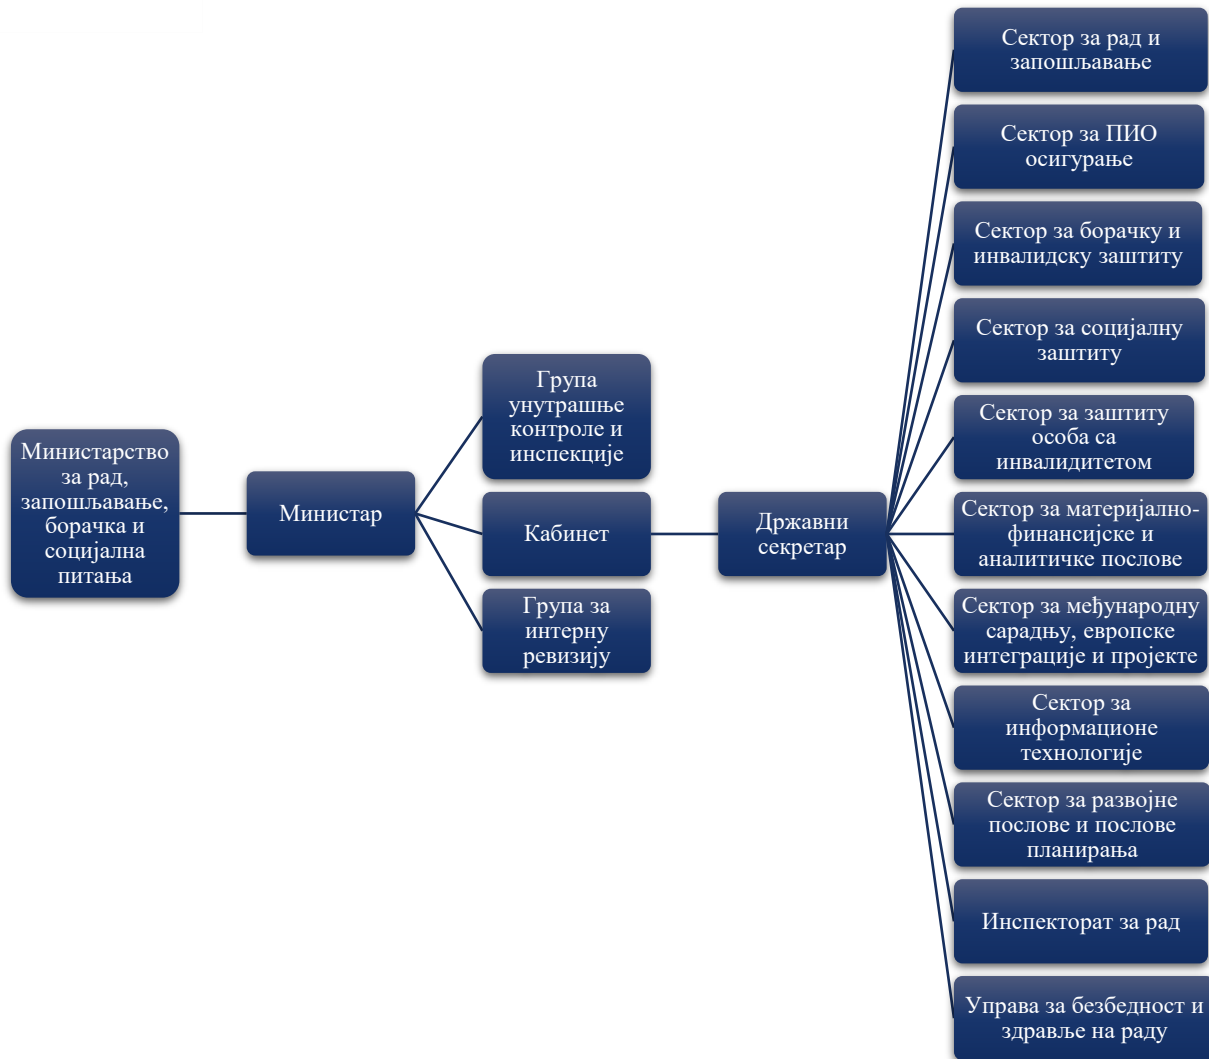 Министарство
за рад,
запошљавање,
борачка и
социјална
питања
Министар
Група
унутрашње
контроле и
инспекције
Кабинет
Група за
интерну
ревизију
Државни
секретар
Сектор за рад и
запошљавање
Сектор за ПИО
осигурање
Сектор за борачку и
инвалидску заштиту
Сектор за социјалну
заштиту
Сектор за заштиту
особа са
инвалидитетом
Сектор за материјално-
финансијске и
аналитичке послове
Сектор за међународну
сарадњу, европске
интеграције и пројекте
Сектор за
информационе
технологије
Сектор за развојне
послове и послове
планирања
Инспекторат за рад
Управа за безбедност и
здравље на раду